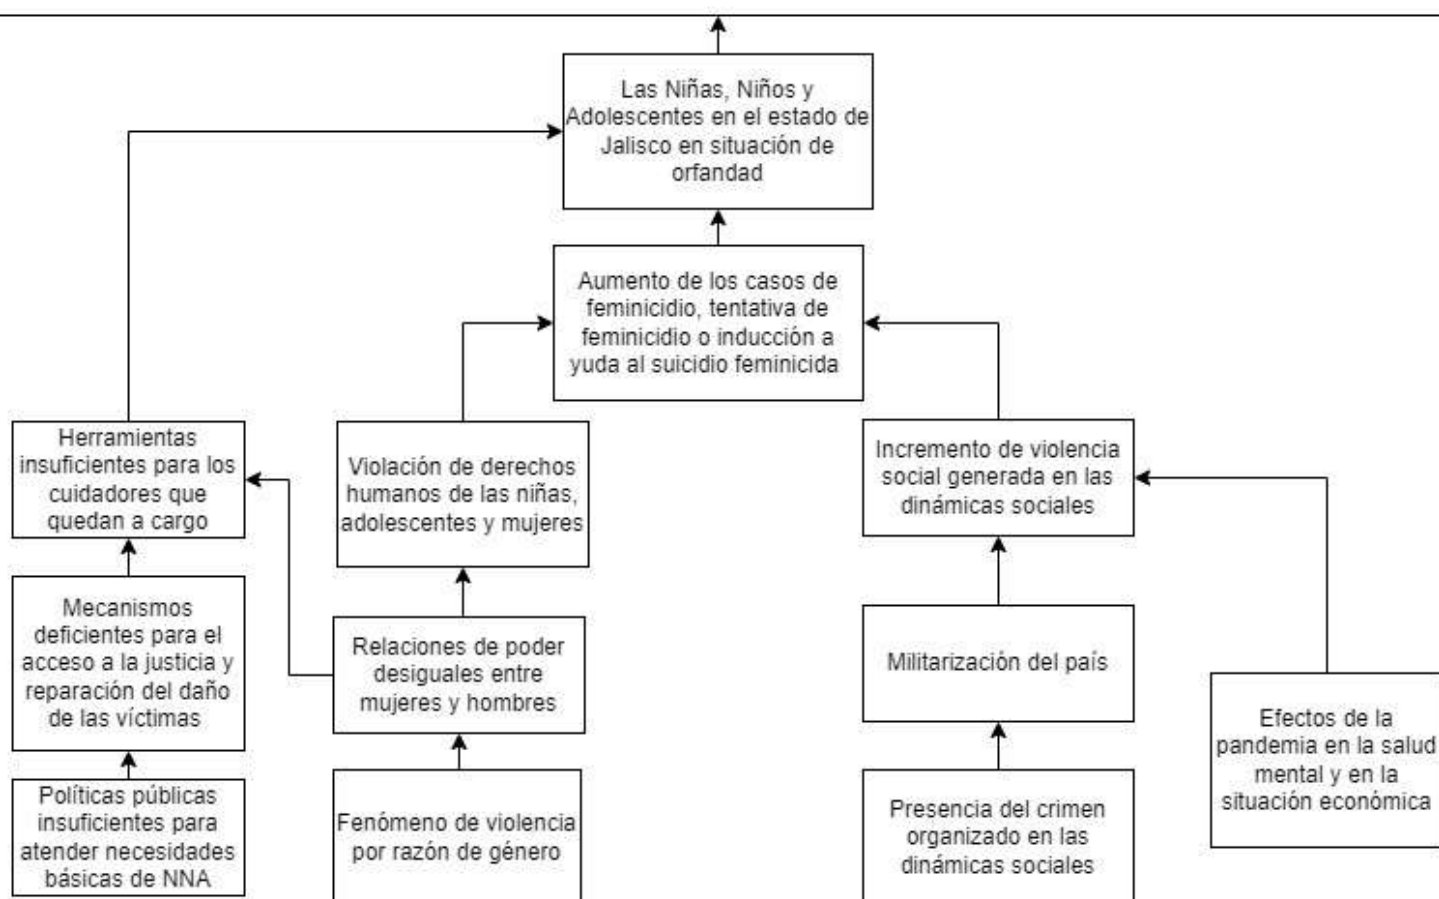 Las Niñas, Niños y
Adolescentes en el estado de
Jalisco en situación de
orfandad
Aumento de los casos de
feminicidio, tentativa de
feminicidio o inducción a
yuda al suicidio feminicida
Herramientas
insuficientes para los
cuidadores que
quedan a cargo
Violación de derechos
humanos de las niñas,
adolescentes y mujeres
Incremento de violencia
social generada en las
dinámicas sociales
Mecanismos
deficientes para el
acceso a la justicia y
reparación del daño
de las víctimas
Relaciones de poder
desiguales entre
mujeres y hombres
Militarización del país
Efectos de la
pandemia en la salud
mental y en la
situación económica
Políticas públicas
insuficientes para
atender necesidades
básicas de NNA
Fenómeno de violencia
por razón de género
Presencia del crimen
organizado en las
dinámicas sociales